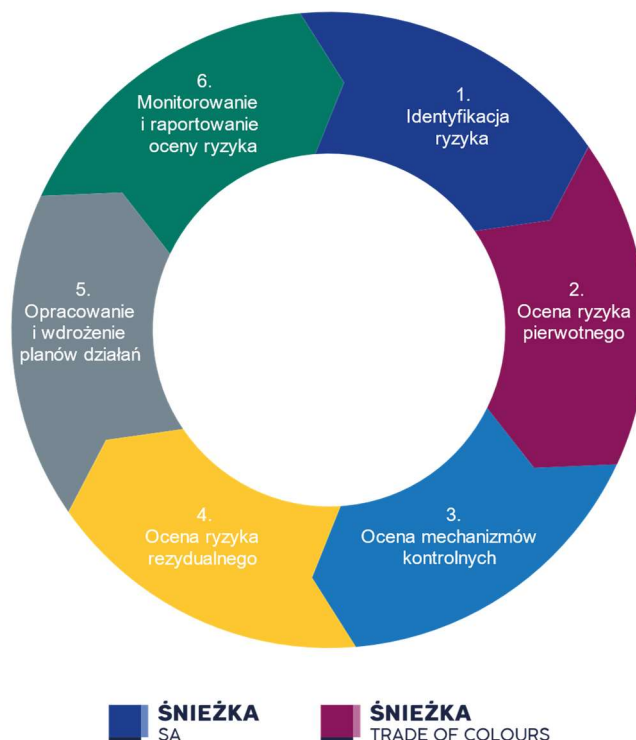 1.
Identyfikacja
ryzyka
2.
Ocena ryzyka
pierwotnego
3.
Ocena mechanizmów
kontrolnych
4.
Ocena ryzyka
rezydualnego
5.
Opracowanie
i wdrożenie
planów działań
6.
Monitorowanie
i raportowanie
oceny ryzyka
ŚNIEŻKA
SA
ŚNIEŻKA
TRADE OF COLOURS